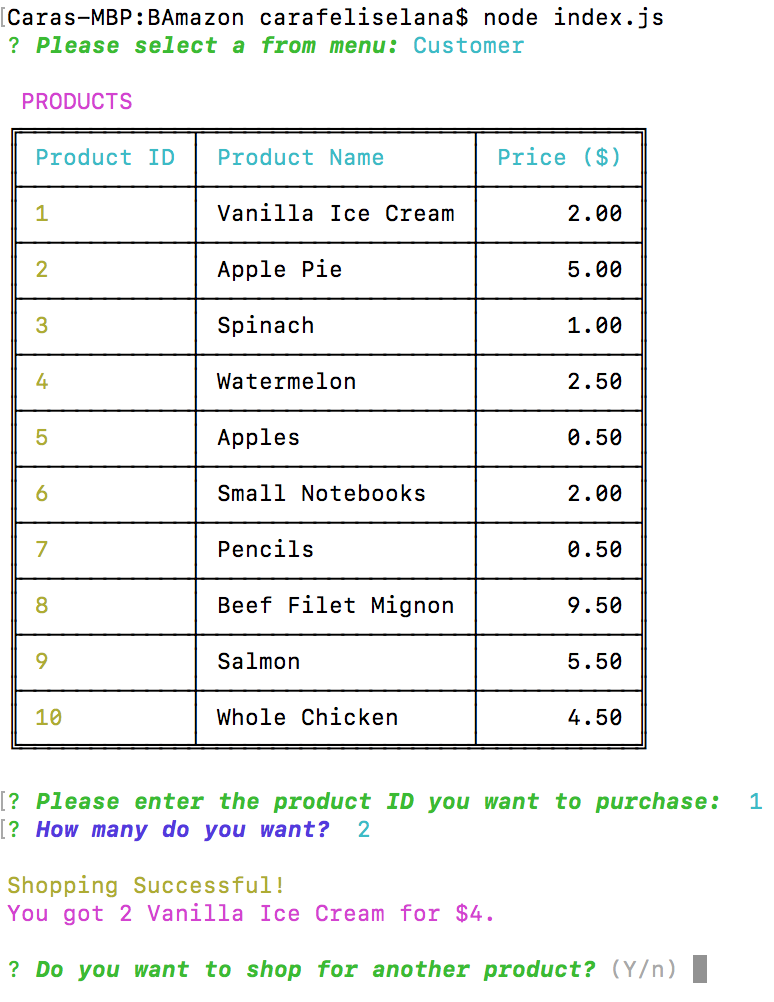 [Caras-MBP:BAmazon carafeliselana$ node index.js
? Please select a from menu: Customer
PRODUCTS
Product ID Product Name Price ($)
1 Vanilla Ice Cream 2.00
2 Apple Pie 5.00
3 Spinach 1.00
4 Watermelon 2.50
5 Apples 0.50
6 Small Notebooks 2.00
7 Pencils 0.50
8 Beef Filet Mignon 9.50
9 Salmon 5.50
10 Whole Chicken 4.50
[? Please enter the product ID you want to purchase: 1
[? How many do you want? 2
Shopping Successful!
You got 2 Vanilla Ice Cream for $4.
? Do you want to shop for another product? (Y/n)